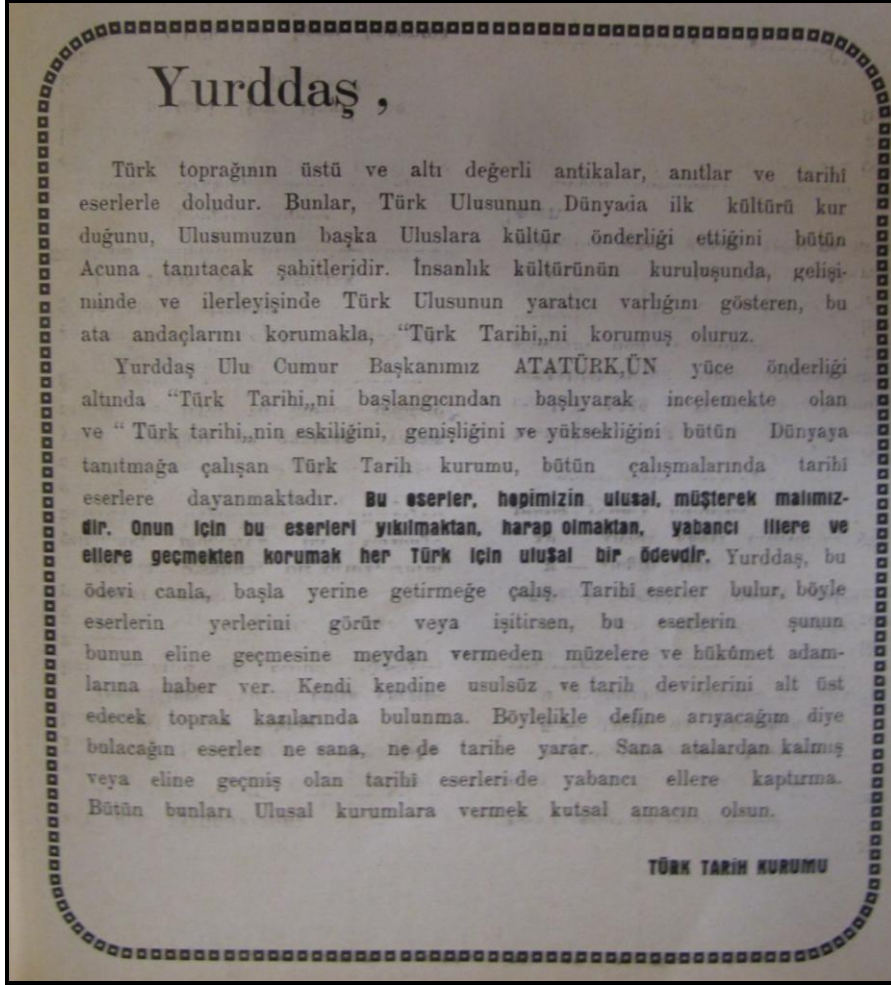 Yurddaş ,
Türk toprağının üstü ve altı değerli antikalar, anıtlar ve tarihî
eserlerle doludur. Bunlar, Türk Ulusunun Dünyada ilk kültürü kur
duğunu, Ulusumuzun başka Uluslara kültür önderliği ettiğini bütün
Acuna tanıtacak şahitleridir. İnsanlık kültürünün kuruluşunda, gelişi-
minde ve ilerleyişinde Türk Ulusunun yaratıcı varlığını gösteren, bu
ata andaçlarını korumakla, “Türk Tarihi„ni korumuş oluruz.
Yurddaş Ulu Cumur Başkanımız ATATÜRK,ÜN yüce önderliği
altında “Türk Tarihi„ni başlangıcından başlıyarak incelemekte olan
ve “ Türk tarihi„nin eskiliğini, genişliğini ve yüksekliğini bütün Dünyaya
tanıtmağa çalışan Türk Tarih kurumu, bütün çalışmalarında tarihî
eserlere dayanmaktadır. Bu eserler, hepimizin ulusal, müşterek malımız-
dır. Onun için bu eserleri yıkılmaktan, harap olmaktan, yabancı illere ve
ellere geçmekten korumak her Türk için ulusal bir ödevdir. Yurddaş, bu
ödevi canla, başla yerine getirmeğe çalış. Tarihî eserler bulur, böyle
eserlerin yerlerini görür veya işitirsen, bu eserlerin şunun
bunun eline geçmesine meydan vermeden müzelere ve hükûmet adam-
larına haber ver. Kendi kendine usulsüz ve tarih devirlerini alt üst
edecek toprak kazılarında bulunma. Böylelikle define arıyacağım diye
bulacağın eserler ne sana, ne de tarihe yarar. Sana atalardan kalmış
veya eline geçmiş olan tarihî eserleri de yabancı ellere kaptırma.
Bütün bunları Ulusal kurumlara vermek kutsal amacın olsun.
TÜRK TARİH KURUMU